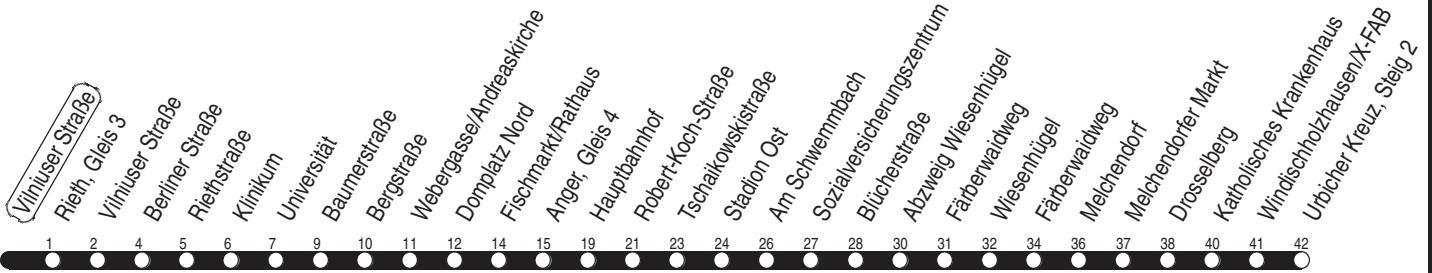 Vilniuser Straße
Rieth, Gleis 3
Vilniuser Straße
Berliner Straße
Riethstraße
Klinikum
Universität
Baumerstraße
Bergstraße
Webergasse/Andreaskirche
Domplatz Nord
Fischmarkt/Rathaus
Anger, Gleis 4
Hauptbahnhof
Robert-Koch-Straße
Tschaikowskistraße
Stadion Ost
Am Schwemmbach
Sozialversicherungszentrum
Blücherstraße
Abzweig Wiesenhügel
Färberwaidweg
Wiesenhügel
Färberwaidweg
Melchendorf
Melchendorfer Markt
Drosselberg
Katholisches Krankenhaus
Windischholzhausen/X-FAB
Urbicher Kreuz, Steig 2
1 2 4 5 6 7 9 10 11 12 14 15 19 21 23 24 26 27 28 30 31 32 34 36 37 38 40 41 42